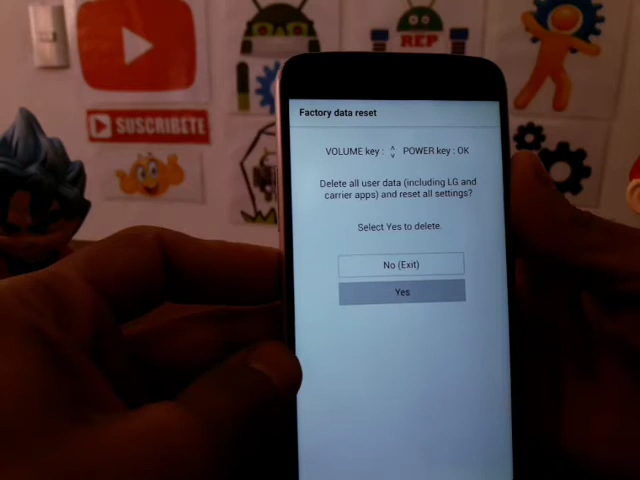 REP
SUSCRIBETE
Factory data reset
VOLUME key : ^ v POWER key : OK
Delete all user data (including LG and
carrier apps) and reset all settings?
Select Yes to delete.
No (Exit)
Yes